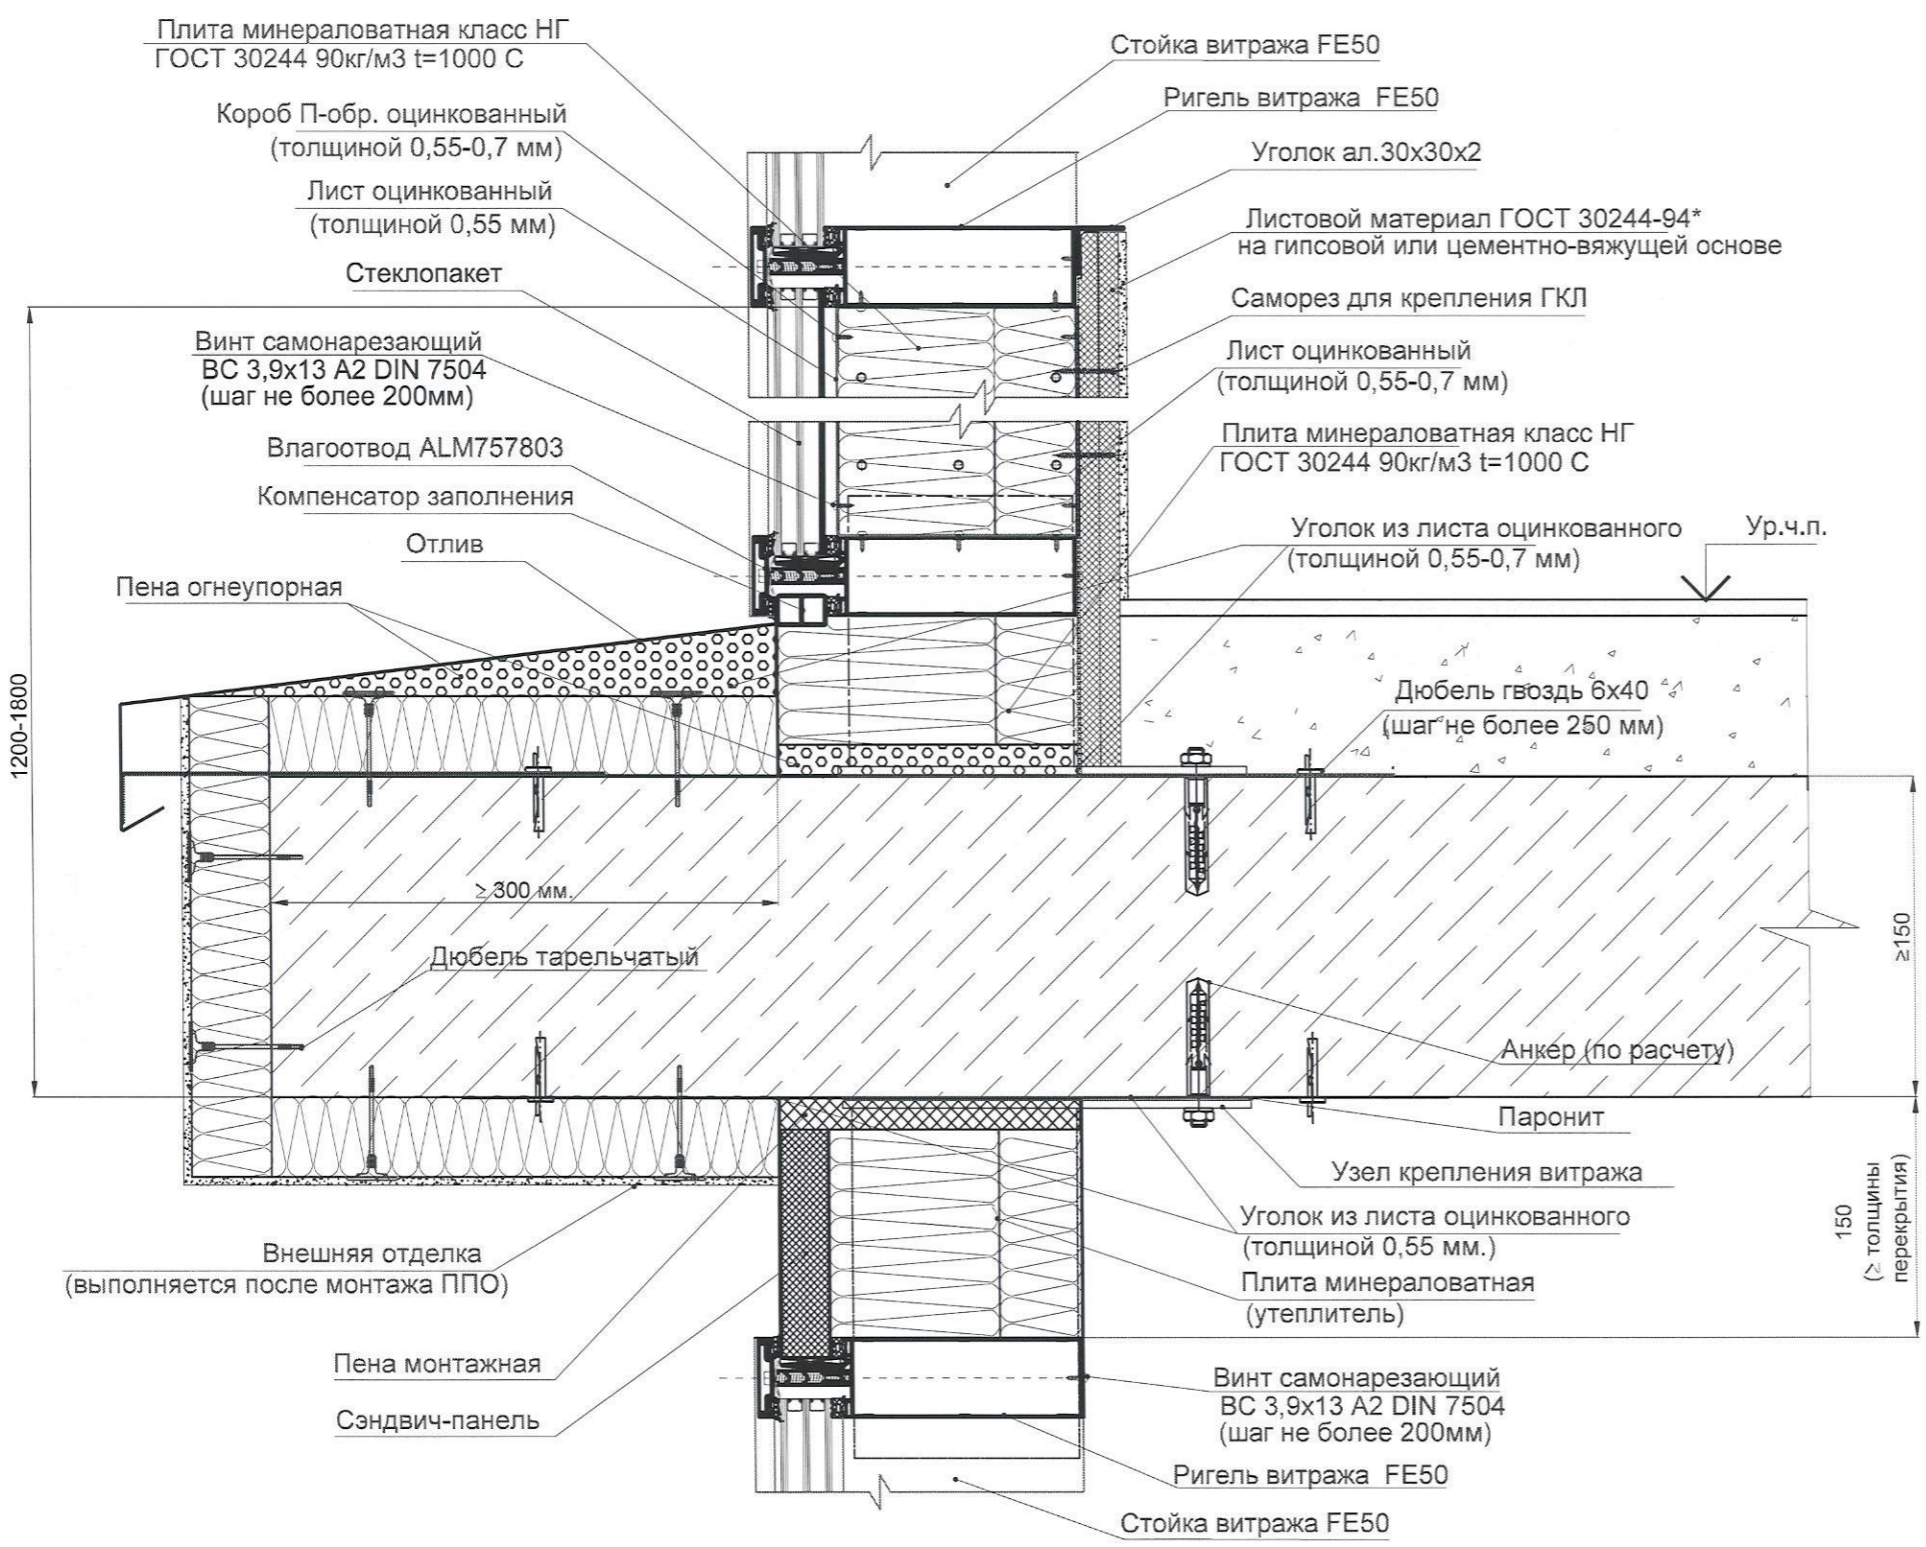 Плита минераловатная класс НГ
ГОСТ 30244 90кг/м3 t=1000 С
Короб П-обр. оцинкованный
(толщиной 0,55-0,7 мм)
Лист оцинкованный
(толщиной 0,55 мм)
Стеклопакет
Винт самонарезающий
ВС 3,9х13 А2 DIN 7504
(шаг не более 200мм)
Влагоотвод ALM757803
Компенсатор заполнения
Отлив
Пена огнеупорная
Стойка витража FE50
Ригель витража FE50
Уголок ал.30х30х2
Листовой материал ГОСТ 30244-94*
на гипсовой или цементно-вяжущей основе
Саморез для крепления ГКЛ
Лист оцинкованный
(толщиной 0,55-0,7 мм)
Плита минераловатная класс НГ
ГОСТ 30244 90кг/м3 t=1000 С
Уголок из листа оцинкованного
(толщиной 0,55-0,7 мм)
Ур.ч.п.
Дюбель гвоздь 6х40
(шаг не более 250 мм)
1200-1800
≥ 300 мм.
Дюбель тарельчатый
≥150
Анкер (по расчету)
Паронит
Узел крепления витража
150
(≥ толщины
перекрытия)
Уголок из листа оцинкованного
(толщиной 0,55 мм.)
Плита минераловатная
(утеплитель)
Внешняя отделка
(выполняется после монтажа ППО)
Пена монтажная
Сэндвич-панель
Винт самонарезающий
ВС 3,9х13 А2 DIN 7504
(шаг не более 200мм)
Ригель витража FE50
Стойка витража FE50